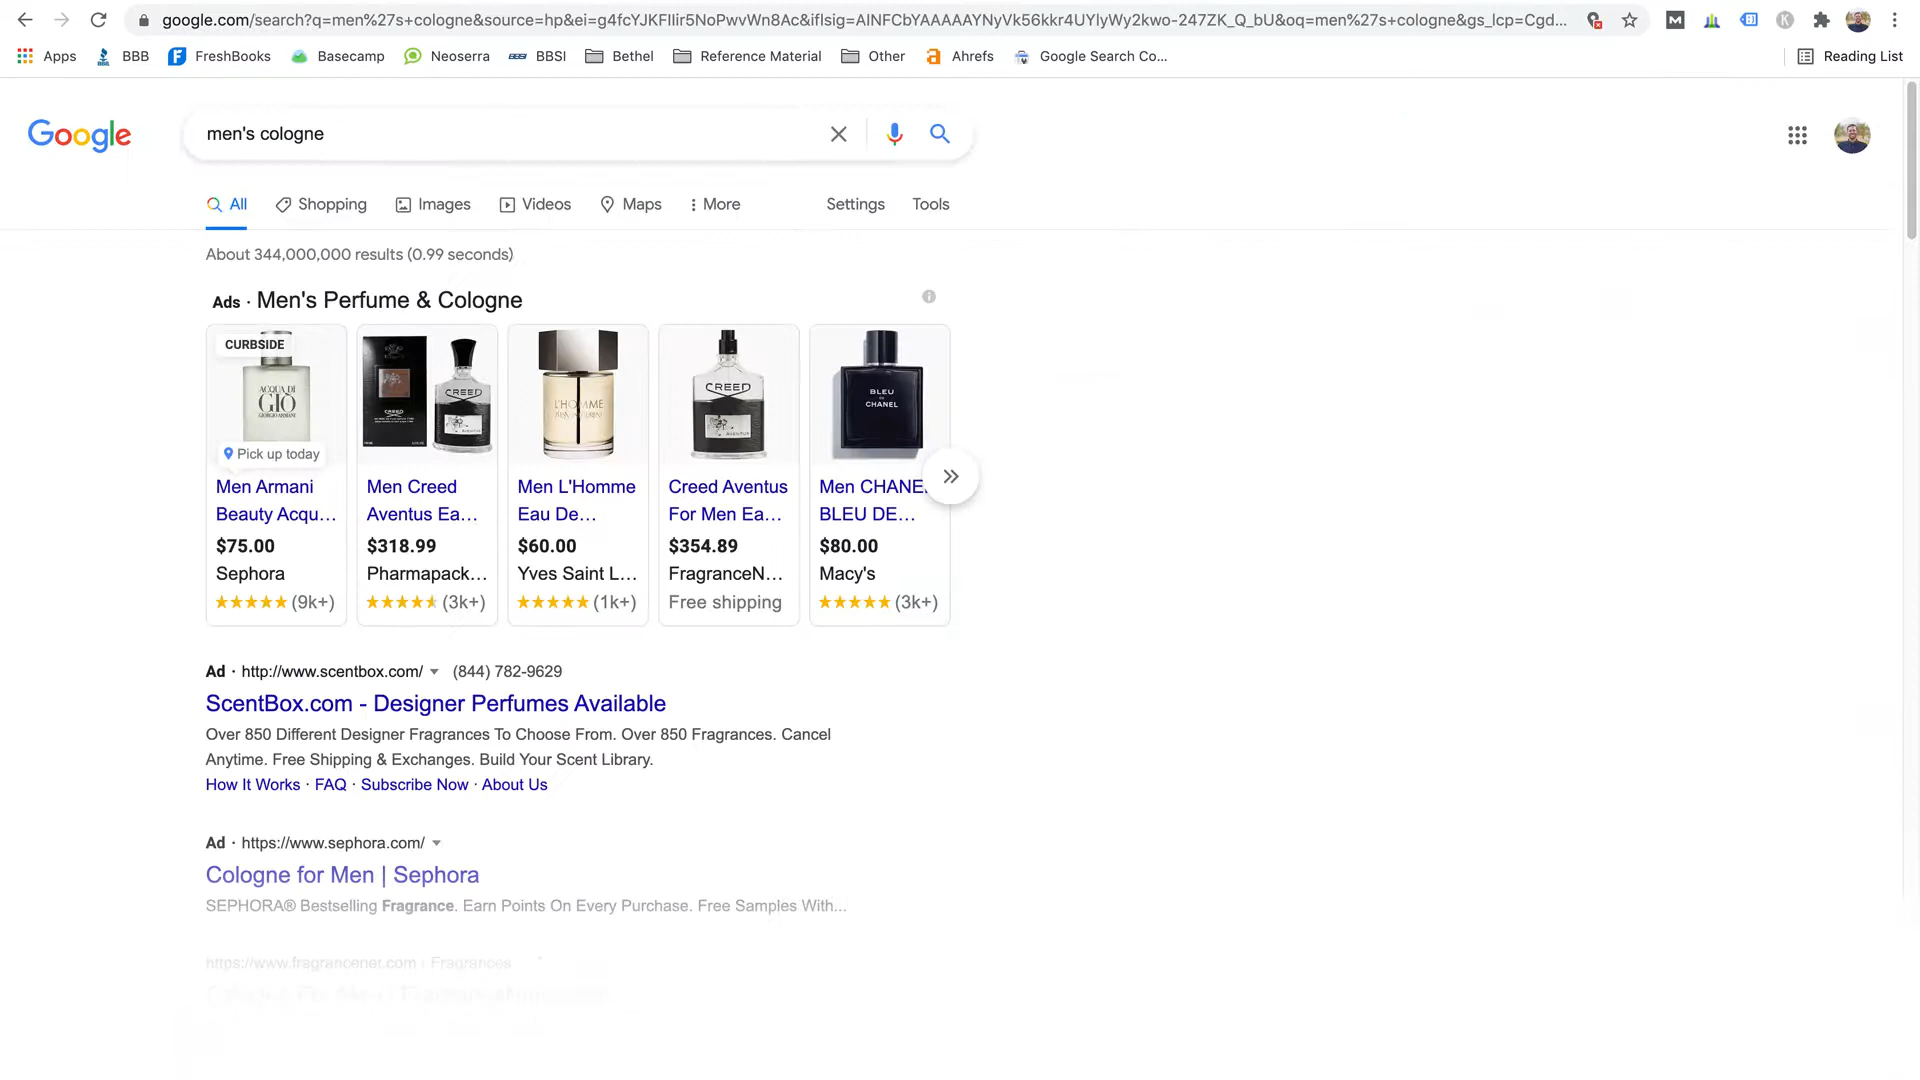 google.com/search?q=men%27s+cologne&source=hp&ei=g4fcYJKFIIir5NoPwvWn8Ac&iflsig=AINFCbYAAAAAYNyVk56kkr4UYlyWy2kwo-247ZK_Q_bU&oq=men%27s+cologne&gs_lcp=Cgd...
Apps BBB FreshBooks Basecamp Neoserra BBSI Bethel Reference Material Other Ahrefs Google Search Co... Reading List
Google men's cologne
All Shopping Images Videos Maps More Settings Tools
About 344,000,000 results (0.99 seconds)
Ads · Men's Perfume & Cologne
CURBSIDE
ACQUA DI
GIÒ
GIORGIO ARMANI
CREED
CREED
AVENTUS
L'HOMME
CREED
AVENTUS
BLEU
DE
CHANEL
Pick up today
Men Armani
Beauty Acqu...
$75.00
Sephora
(9k+)
Men Creed
Aventus Ea...
$318.99
Pharmapack...
(3k+)
Men L'Homme
Eau De...
$60.00
Yves Saint L...
(1k+)
Creed Aventus
For Men Ea...
$354.89
FragranceN...
Free shipping
Men CHANE
BLEU DE...
$80.00
Macy's
(3k+)
Ad · http://www.scentbox.com/ (844) 782-9629
ScentBox.com - Designer Perfumes Available
Over 850 Different Designer Fragrances To Choose From. Over 850 Fragrances. Cancel
Anytime. Free Shipping & Exchanges. Build Your Scent Library.
How It Works · FAQ · Subscribe Now · About Us
Ad · https://www.sephora.com/
Cologne for Men | Sephora
SEPHORA® Bestselling Fragrance. Earn Points On Every Purchase. Free Samples With...
https://www.fragrancenet.com › Fragrances